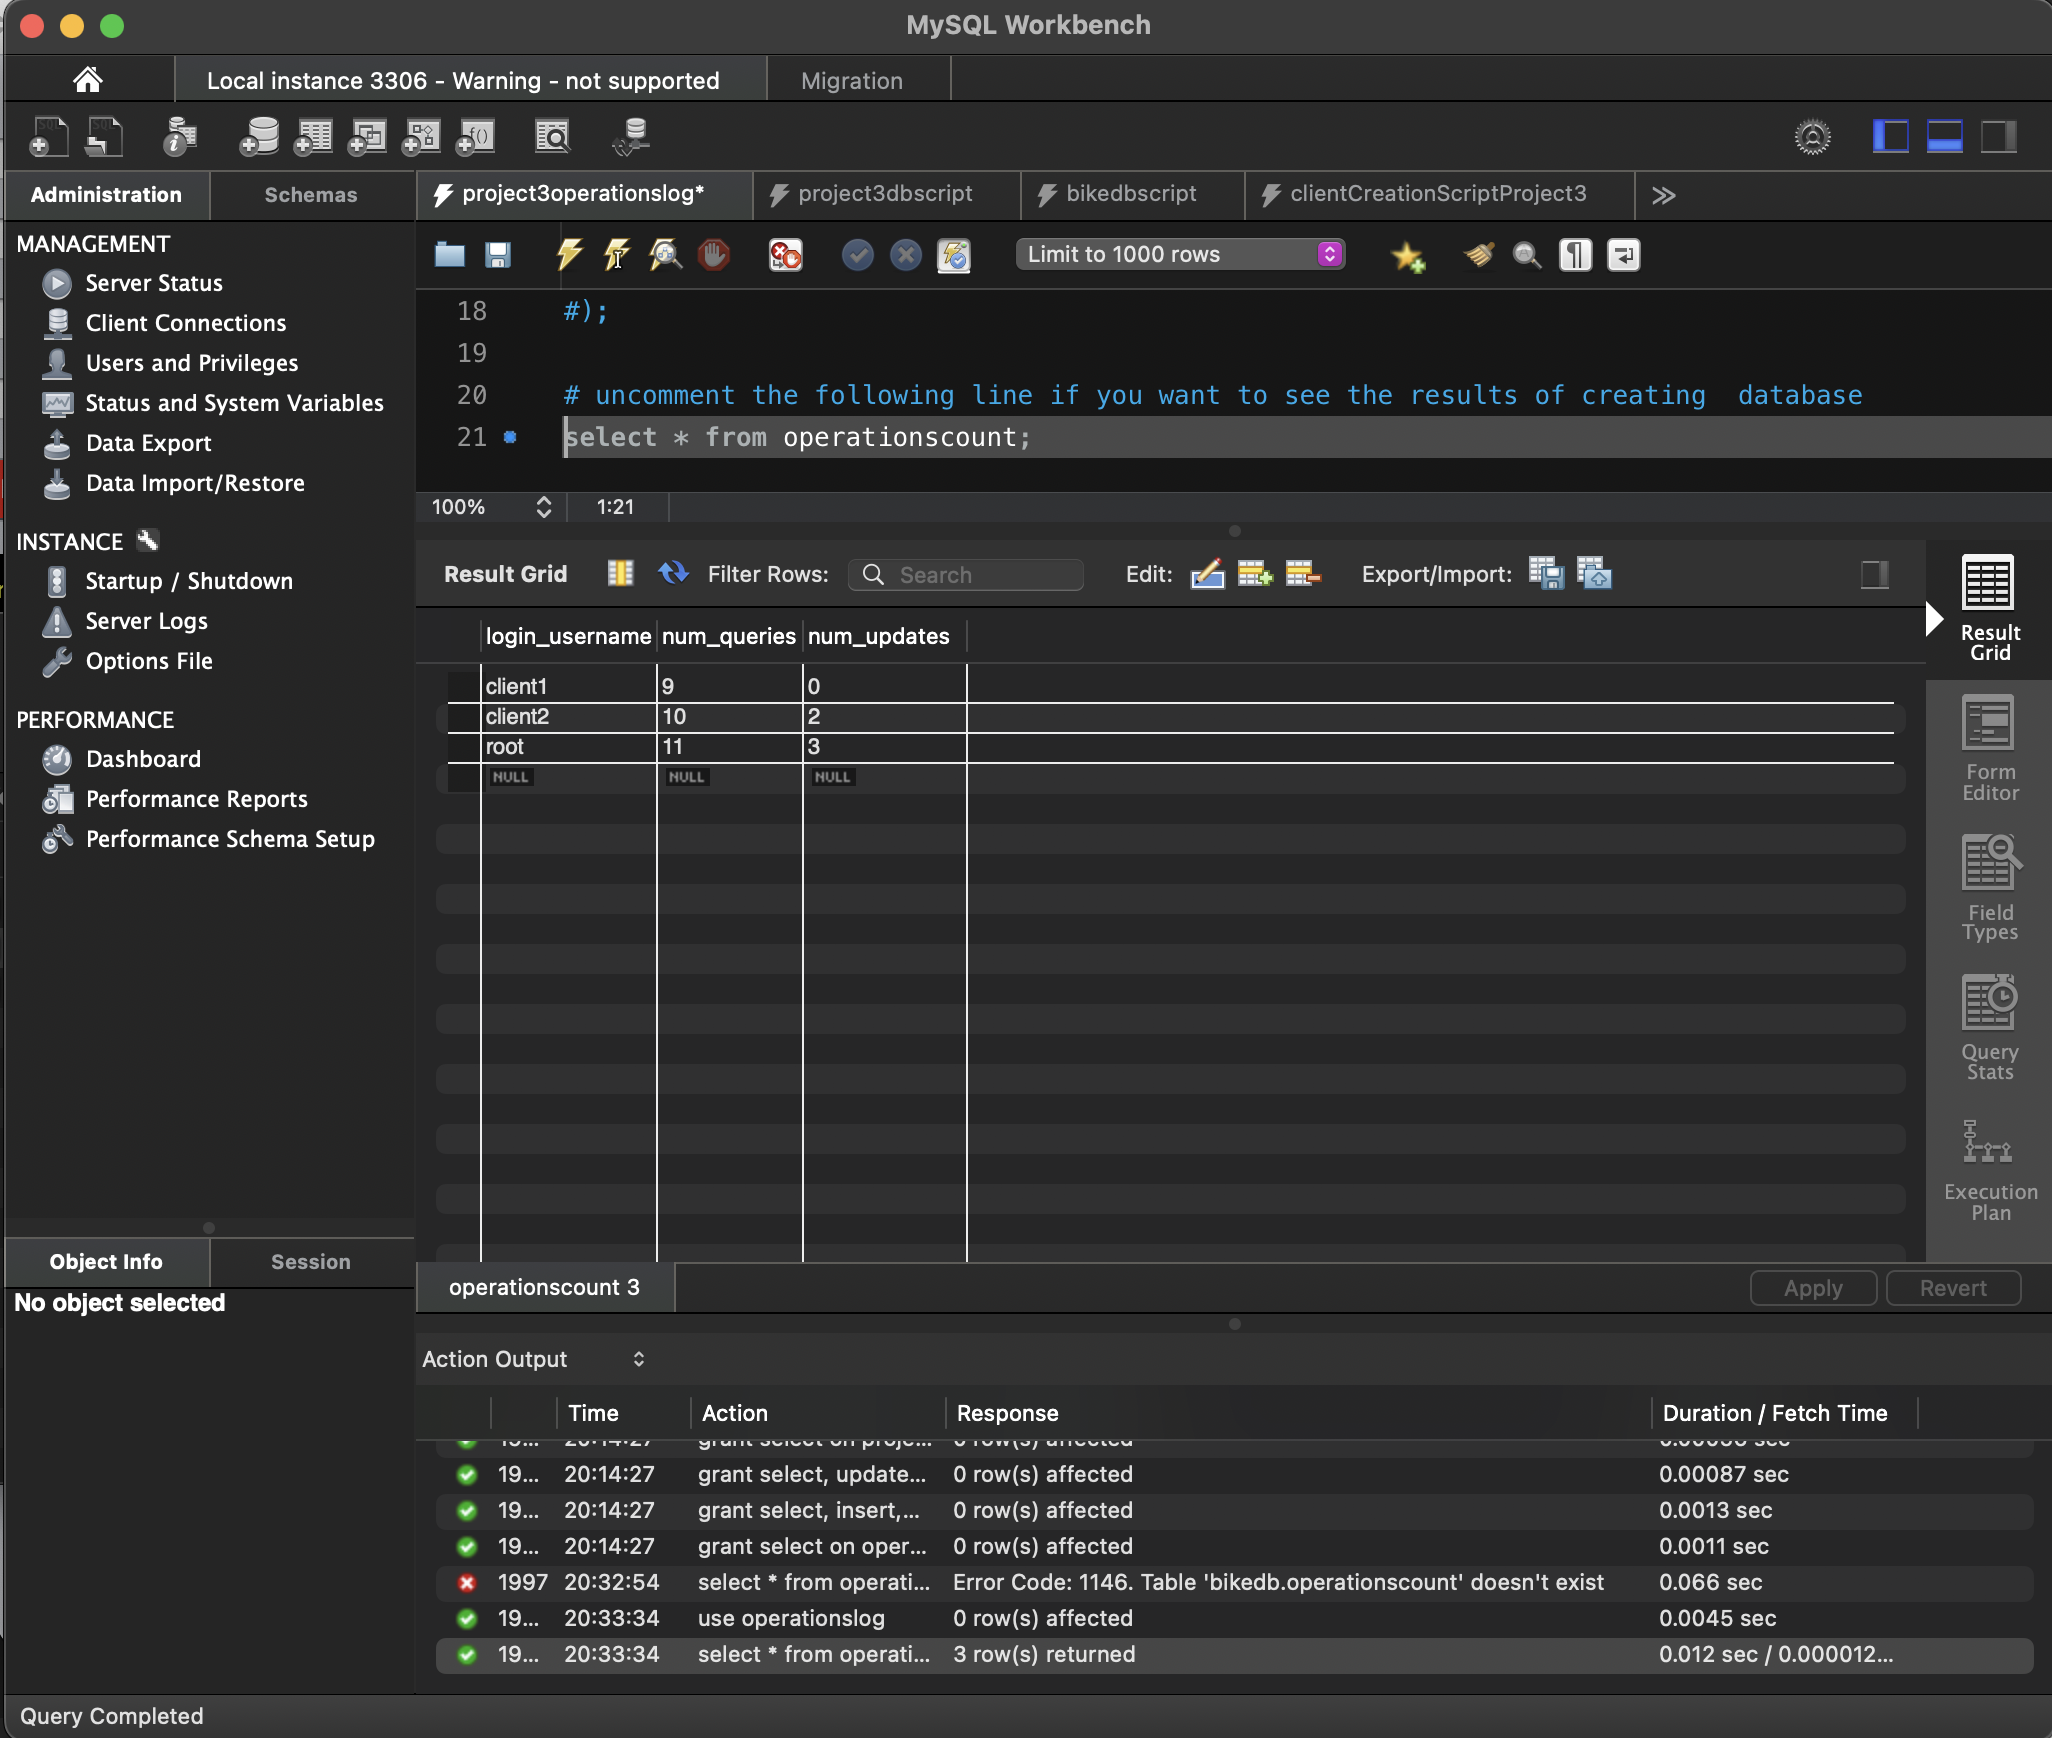 MySQL Workbench
Local instance 3306 - Warning - not supported
Migration
Administration
Schemas
project3operationslog*
project3dbscript
bikedbscript
clientCreationScriptProject3
MANAGEMENT
Server Status
Client Connections
Users and Privileges
Status and System Variables
Data Export
Data Import/Restore
INSTANCE
Startup / Shutdown
Server Logs
Options File
PERFORMANCE
Dashboard
Performance Reports
Performance Schema Setup
Object Info
Session
No object selected
Limit to 1000 rows
18 #);
19
20 # uncomment the following line if you want to see the results of creating  database
21 select * from operationscount;
100% 1:21
Result Grid Filter Rows: Search Edit: Export/Import:
login_username num_queries num_updates
client1 9 0
client2 10 2
root 11 3
NULL NULL NULL
Result
Grid
Form
Editor
Field
Types
Query
Stats
Execution
Plan
operationscount 3
Apply
Revert
Action Output
Time Action Response Duration / Fetch Time
19... 20:14:27 grant select on proje... 0 row(s) affected
19... 20:14:27 grant select, update... 0 row(s) affected 0.00087 sec
19... 20:14:27 grant select, insert,... 0 row(s) affected 0.0013 sec
19... 20:14:27 grant select on oper... 0 row(s) affected 0.0011 sec
1997 20:32:54 select * from operati... Error Code: 1146. Table 'bikedb.operationscount' doesn't exist 0.066 sec
19... 20:33:34 use operationslog 0 row(s) affected 0.0045 sec
19... 20:33:34 select * from operati... 3 row(s) returned 0.012 sec / 0.000012...
Query Completed